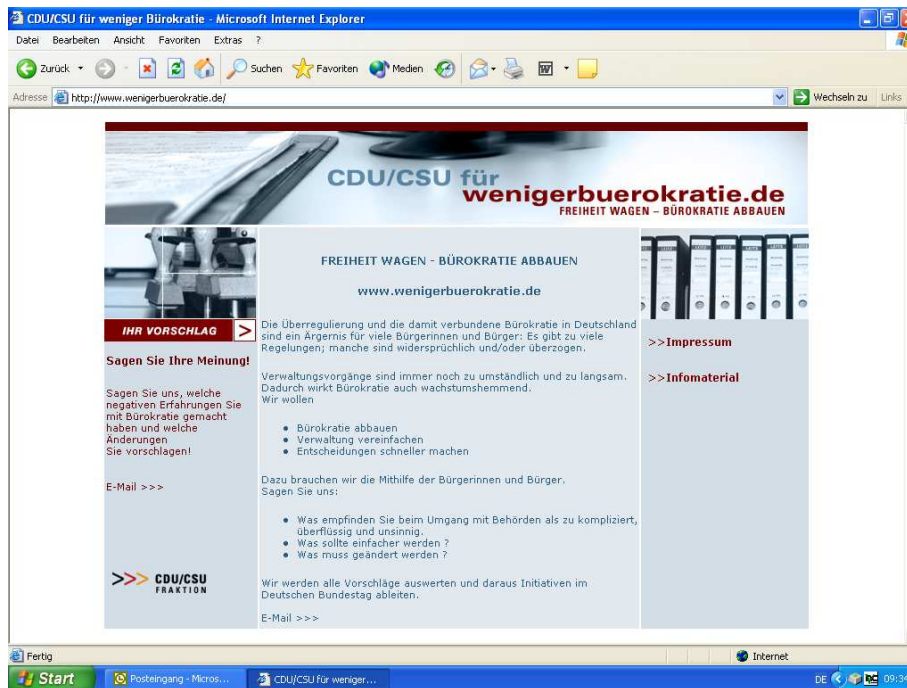 CDU/CSU für weniger Bürokratie - Microsoft Internet Explorer
Datei Bearbeiten Ansicht Favoriten Extras ?
Zurück Suchen Favoriten Medien
Adresse http://www.wenigerbuerokratie.de/ Wechseln zu Links
CDU/CSU für
wenigerbuerokratie.de
FREIHEIT WAGEN – BÜROKRATIE ABBAUEN
IHR VORSCHLAG >
Sagen Sie Ihre Meinung!
Sagen Sie uns, welche
negativen Erfahrungen Sie
mit Bürokratie gemacht
haben und welche
Änderungen
Sie vorschlagen!
E-Mail >>>
>>> CDU/CSU
FRAKTION
FREIHEIT WAGEN - BÜROKRATIE ABBAUEN
www.wenigerbuerokratie.de
Die Überregulierung und die damit verbundene Bürokratie in Deutschland
sind ein Ärgernis für viele Bürgerinnen und Bürger: Es gibt zu viele
Regelungen; manche sind widersprüchlich und/oder überzogen.
Verwaltungsvorgänge sind immer noch zu umständlich und zu langsam.
Dadurch wirkt Bürokratie auch wachstumshemmend.
Wir wollen
• Bürokratie abbauen
• Verwaltung vereinfachen
• Entscheidungen schneller machen
Dazu brauchen wir die Mithilfe der Bürgerinnen und Bürger.
Sagen Sie uns:
• Was empfinden Sie beim Umgang mit Behörden als zu kompliziert,
überflüssig und unsinnig.
• Was sollte einfacher werden ?
• Was muss geändert werden ?
Wir werden alle Vorschläge auswerten und daraus Initiativen im
Deutschen Bundestag ableiten.
E-Mail >>>
>>Impressum
>>Infomaterial
Fertig Internet
Start Posteingang - Micros... CDU/CSU für weniger... DE 09:34